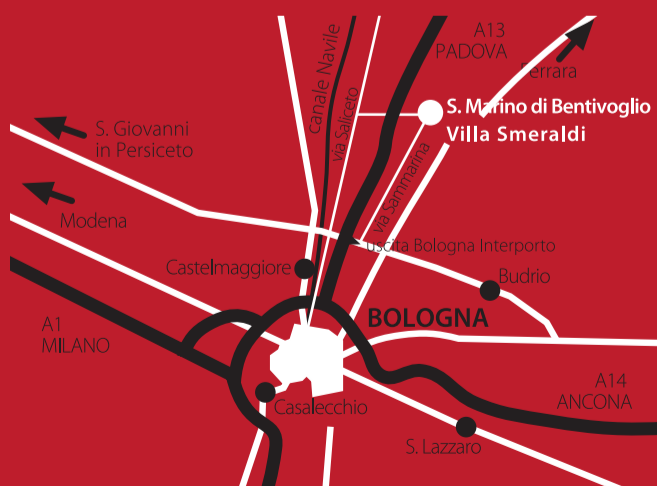 A13
PADOVA
Ferrara
canale Navile
via Saliceto
S. Marino di Bentivoglio
Villa Smeraldi
S. Giovanni
in Persiceto
via Sammarina
Modena
uscita Bologna Interporto
Castelmaggiore
Budrio
BOLOGNA
A1
MILANO
A14
ANCONA
Casalecchio
S. Lazzaro